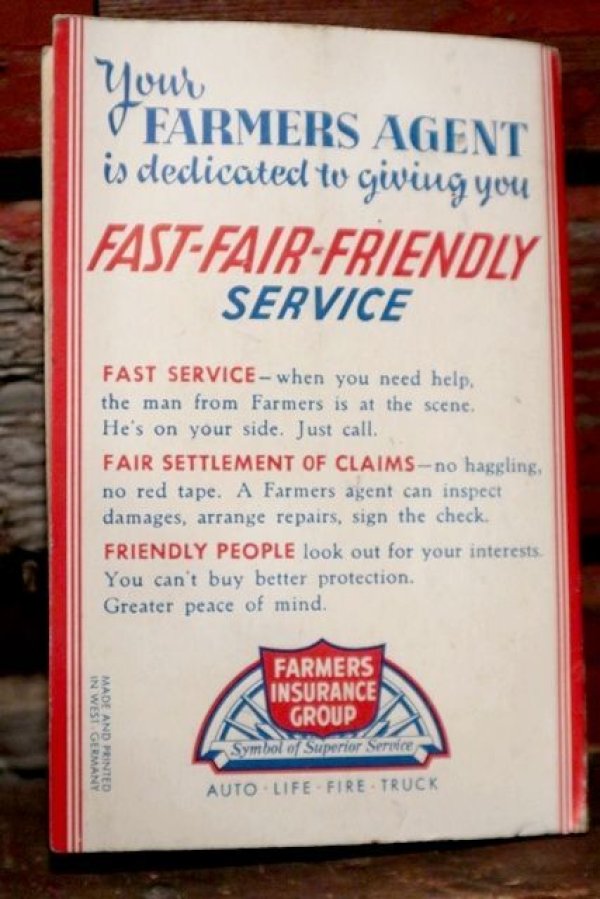 Your
FARMERS AGENT
is dedicated to giving you
FAST-FAIR-FRIENDLY
SERVICE
FAST SERVICE—when you need help,
the man from Farmers is at the scene.
He's on your side. Just call.
FAIR SETTLEMENT OF CLAIMS—no haggling,
no red tape. A Farmers agent can inspect
damages, arrange repairs, sign the check.
FRIENDLY PEOPLE look out for your interests.
You can't buy better protection.
Greater peace of mind.
FARMERS
INSURANCE
GROUP
Symbol of Superior Service
AUTO · LIFE · FIRE · TRUCK
MADE AND PRINTED
IN WEST-GERMANY